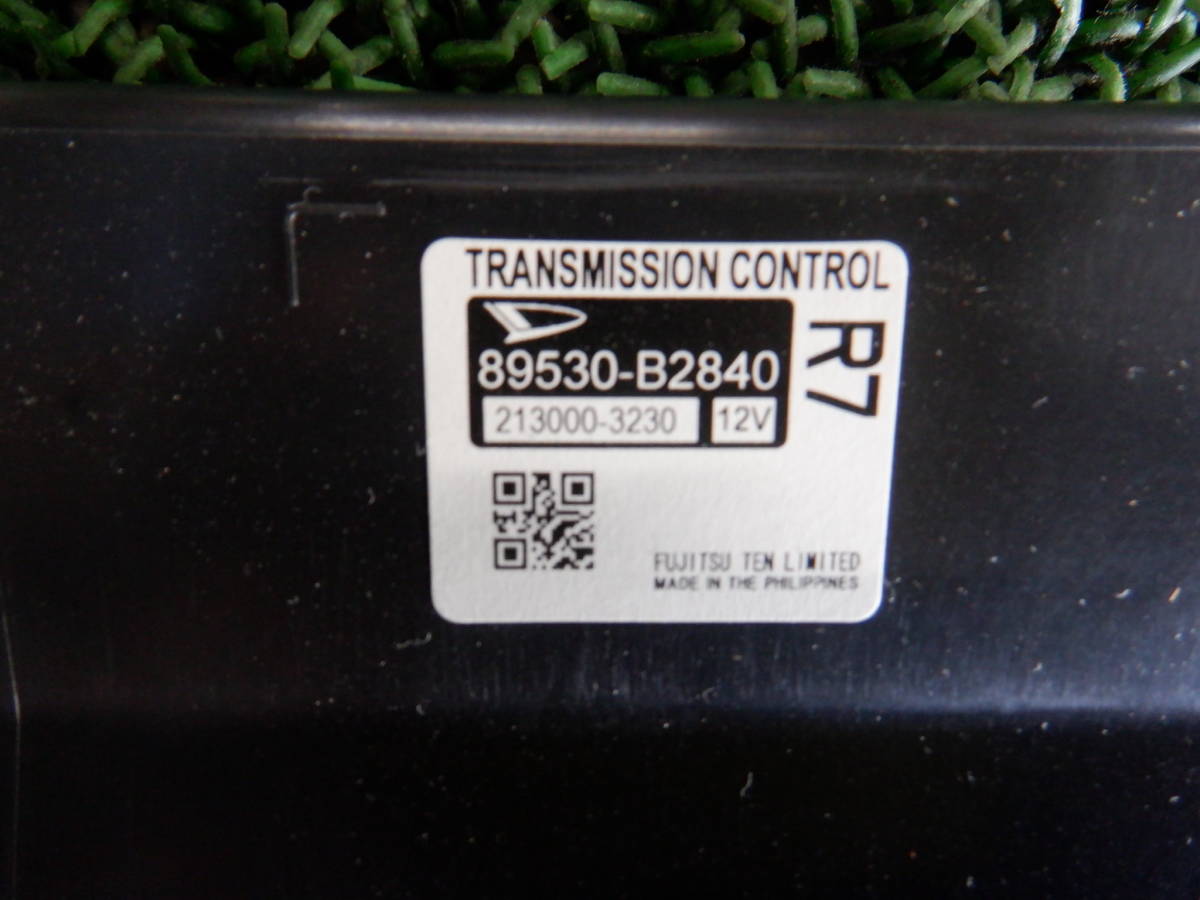 TRANSMISSION CONTROL
89530-B2840
213000-3230 12V
R7
FUJITSU TEN LIMITED
MADE IN THE PHILIPPINES